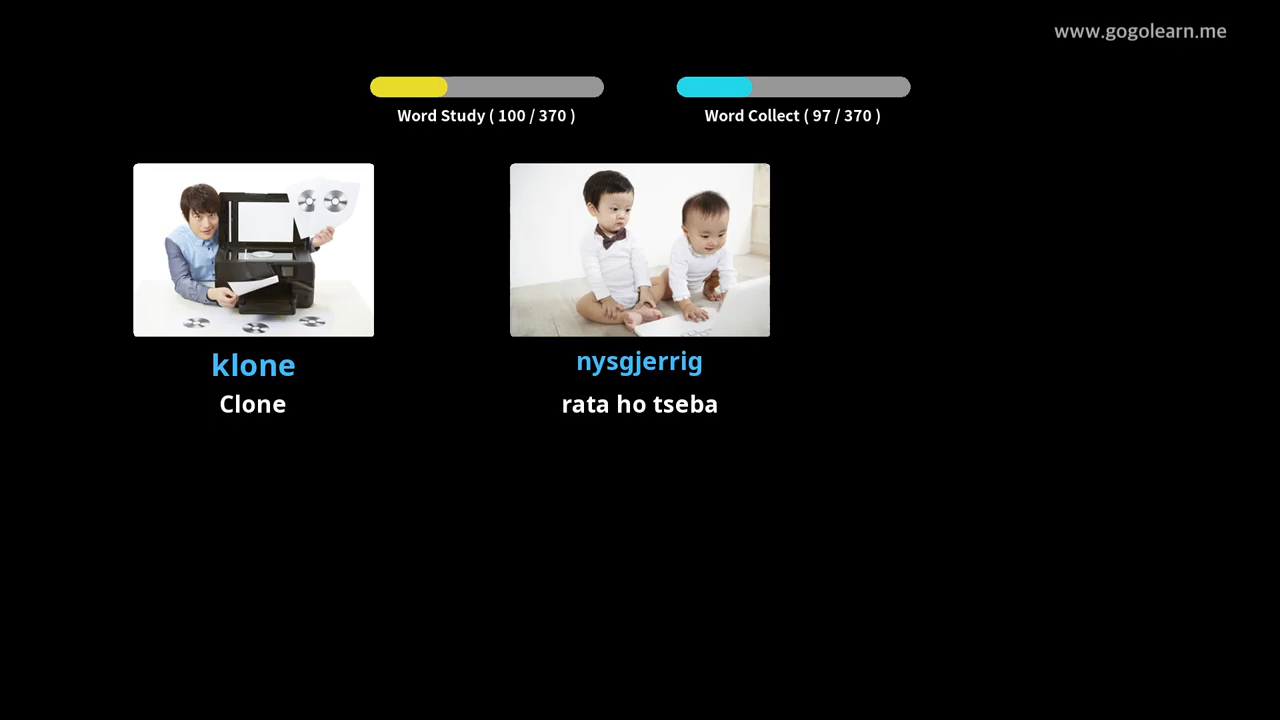 www.gogolearn.me
Word Study ( 100 / 370 )
Word Collect ( 97 / 370 )
klone
Clone
nysgjerrig
rata ho tseba